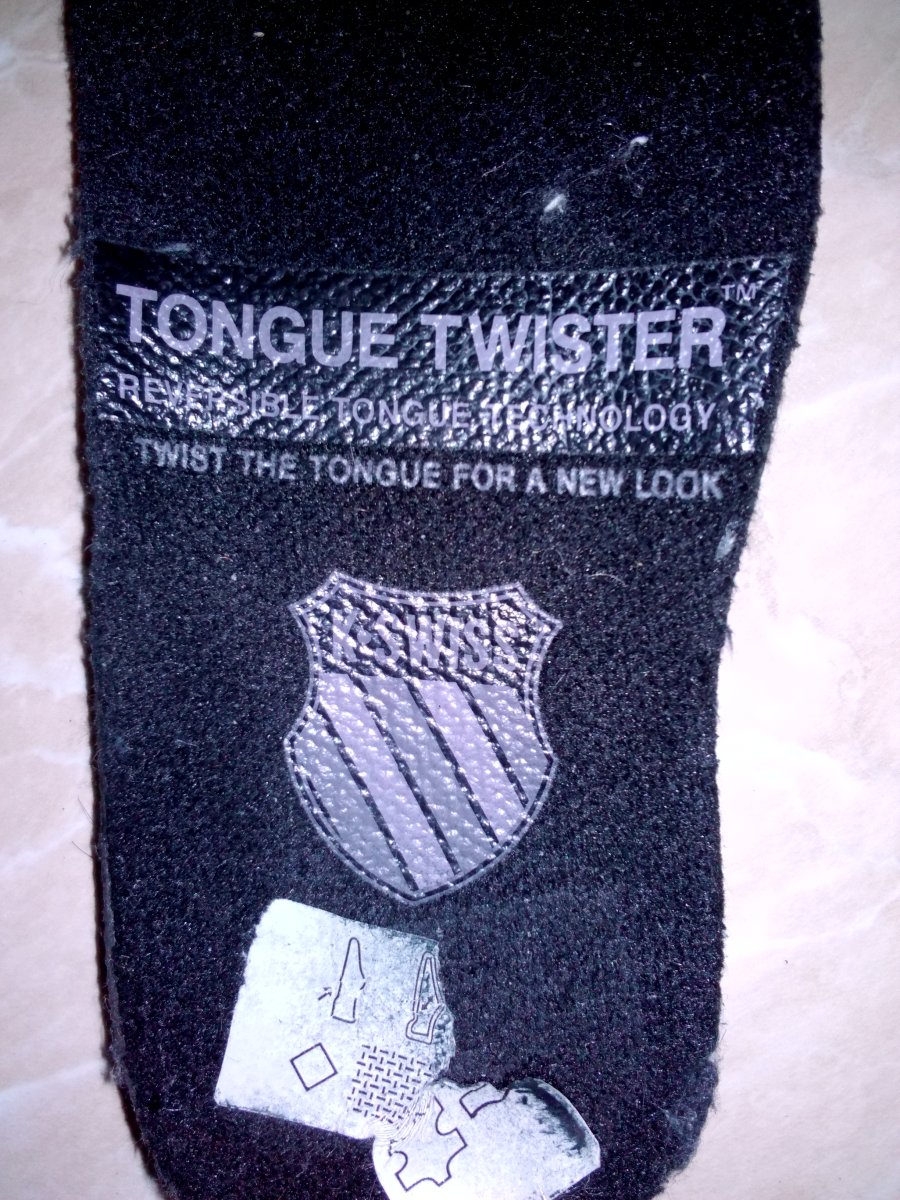 TONGUE TWISTER™
REVERSIBLE TONGUE TECHNOLOGY
TWIST THE TONGUE FOR A NEW LOOK
K•SWISS